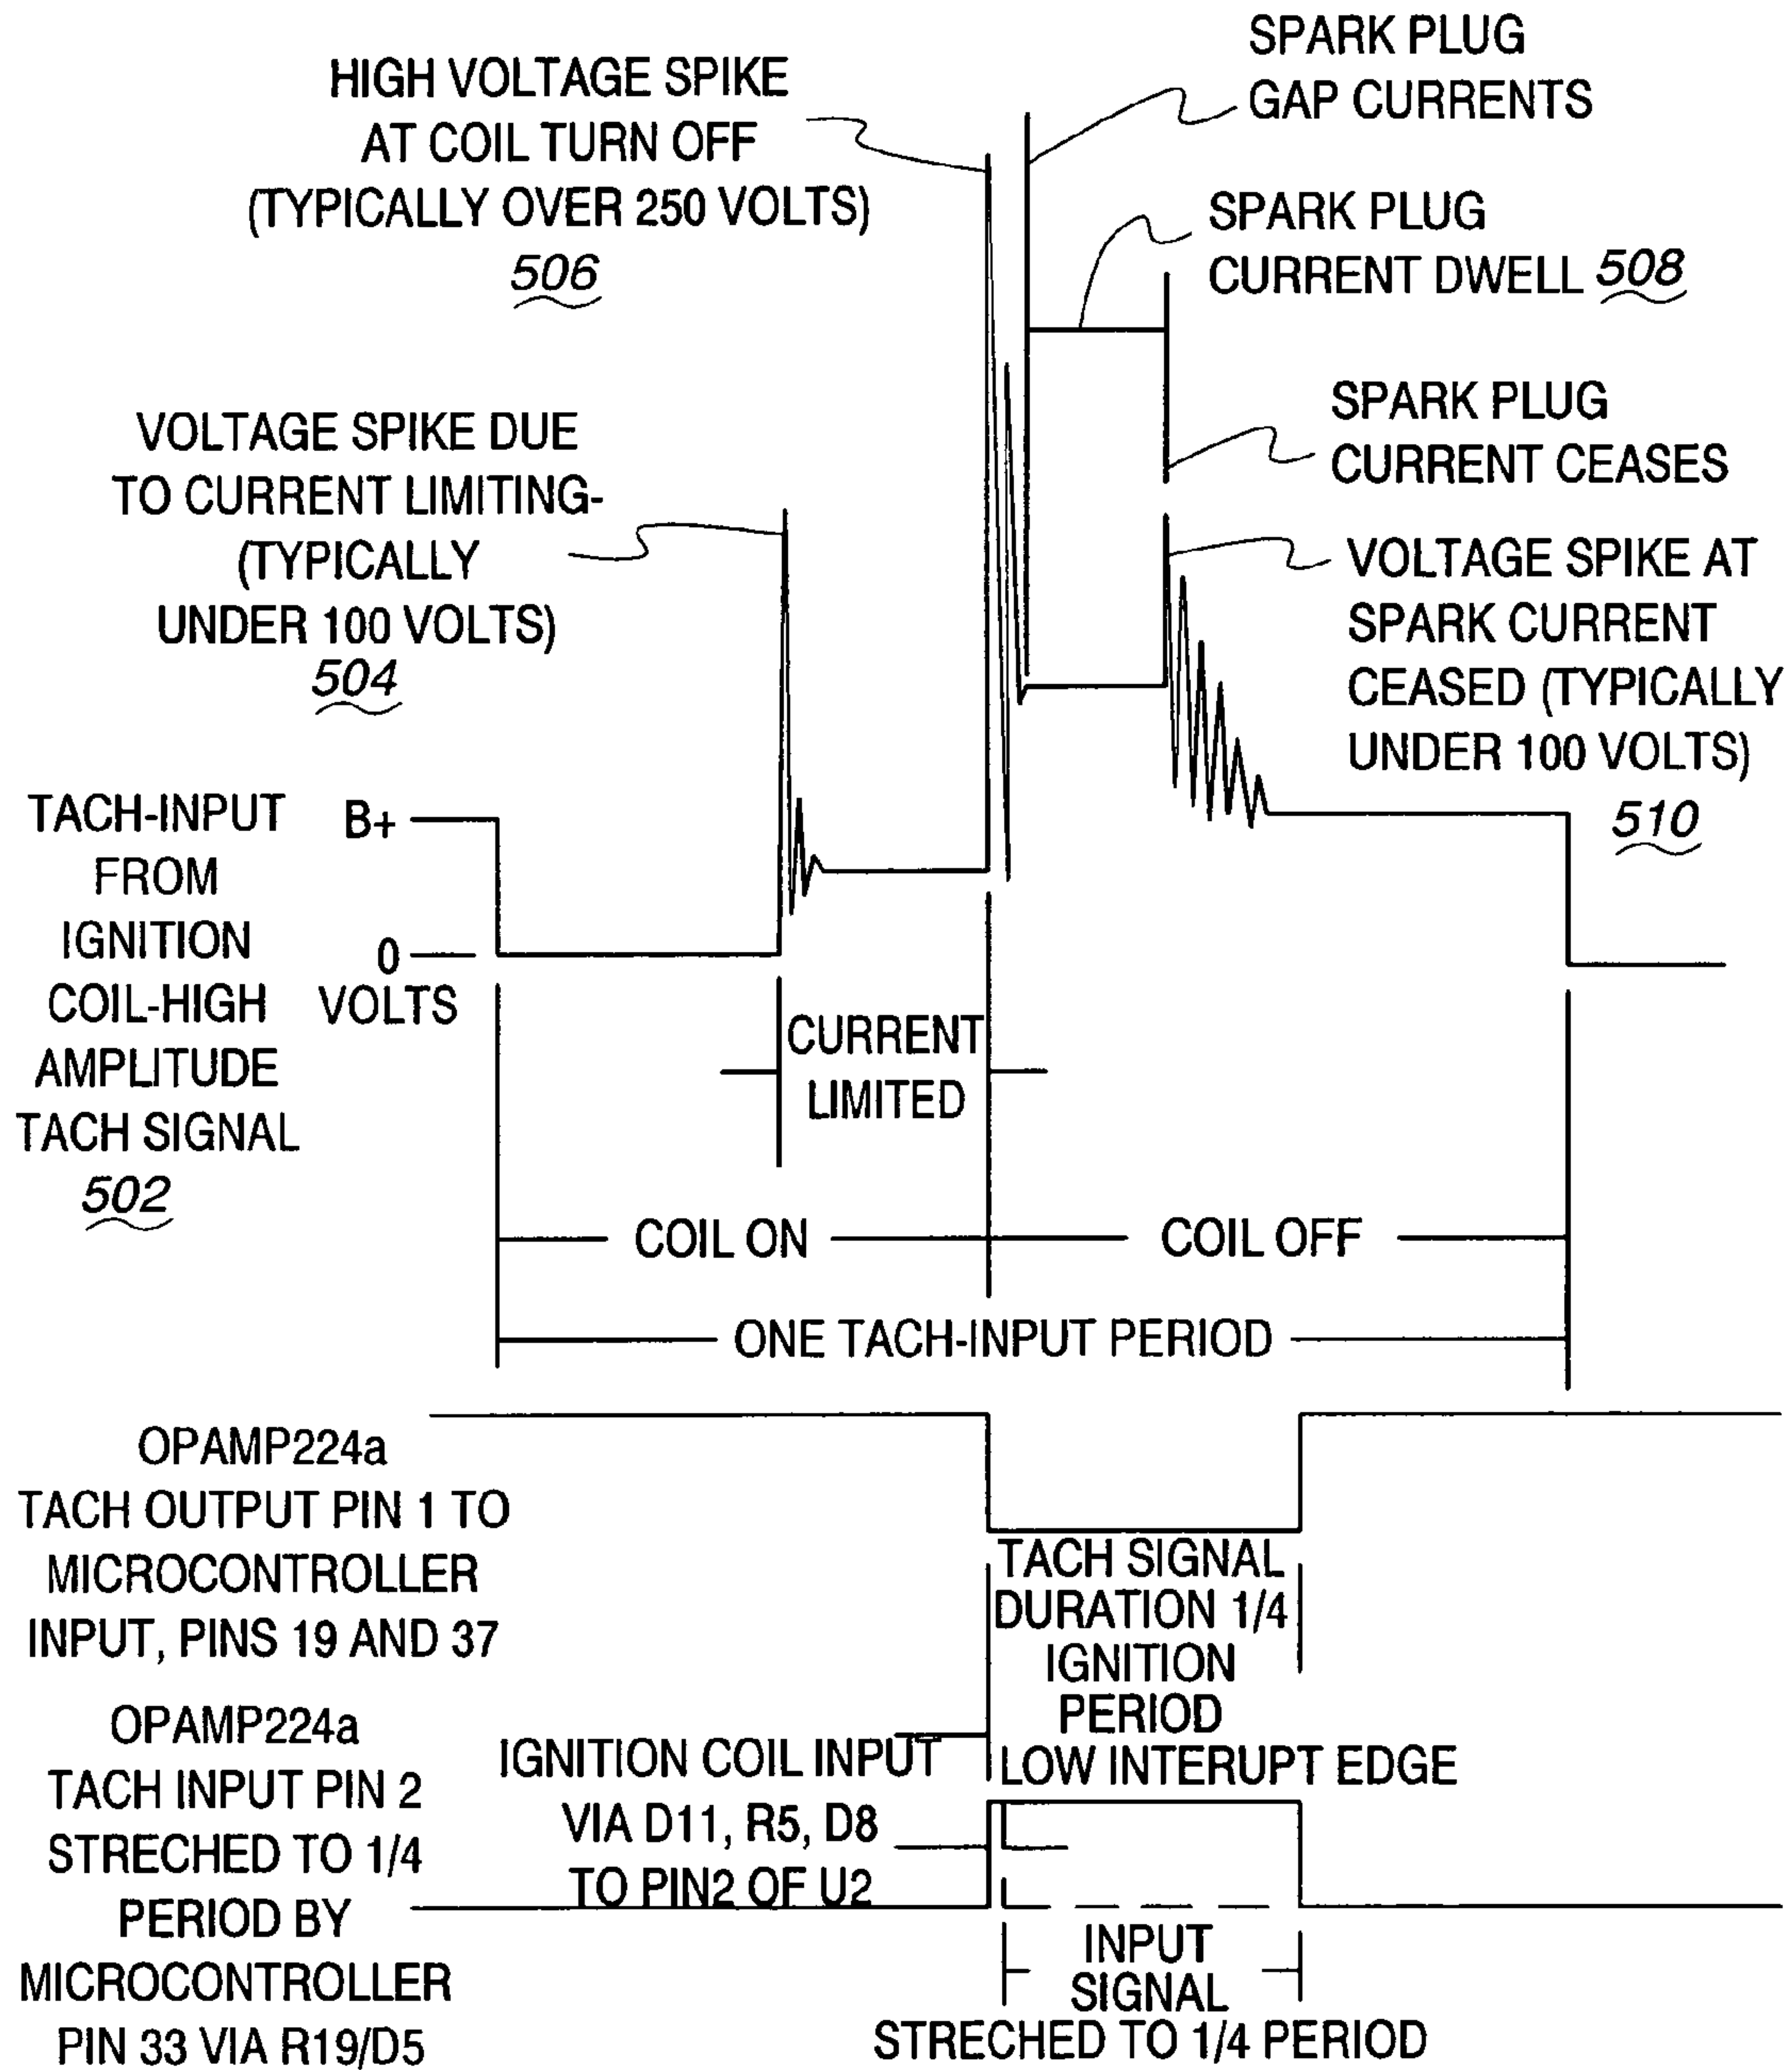 SPARK PLUG
GAP CURRENTS
HIGH VOLTAGE SPIKE
AT COIL TURN OFF
(TYPICALLY OVER 250 VOLTS)
506
SPARK PLUG
CURRENT DWELL 508
SPARK PLUG
CURRENT CEASES
VOLTAGE SPIKE DUE
TO CURRENT LIMITING-
(TYPICALLY
UNDER 100 VOLTS)
504
VOLTAGE SPIKE AT
SPARK CURRENT
CEASED (TYPICALLY
UNDER 100 VOLTS)
510
TACH-INPUT
FROM
IGNITION
COIL-HIGH
AMPLITUDE
TACH SIGNAL
502
B+
0
VOLTS
CURRENT
LIMITED
COIL ON
COIL OFF
ONE TACH-INPUT PERIOD
OPAMP224a
TACH OUTPUT PIN 1 TO
MICROCONTROLLER
INPUT, PINS 19 AND 37
TACH SIGNAL
DURATION 1/4
IGNITION
PERIOD
LOW INTERUPT EDGE
OPAMP224a
TACH INPUT PIN 2
STRECHED TO 1/4
PERIOD BY
MICROCONTROLLER
PIN 33 VIA R19/D5
IGNITION COIL INPUT
VIA D11, R5, D8
TO PIN2 OF U2
INPUT
SIGNAL
STRECHED TO 1/4 PERIOD